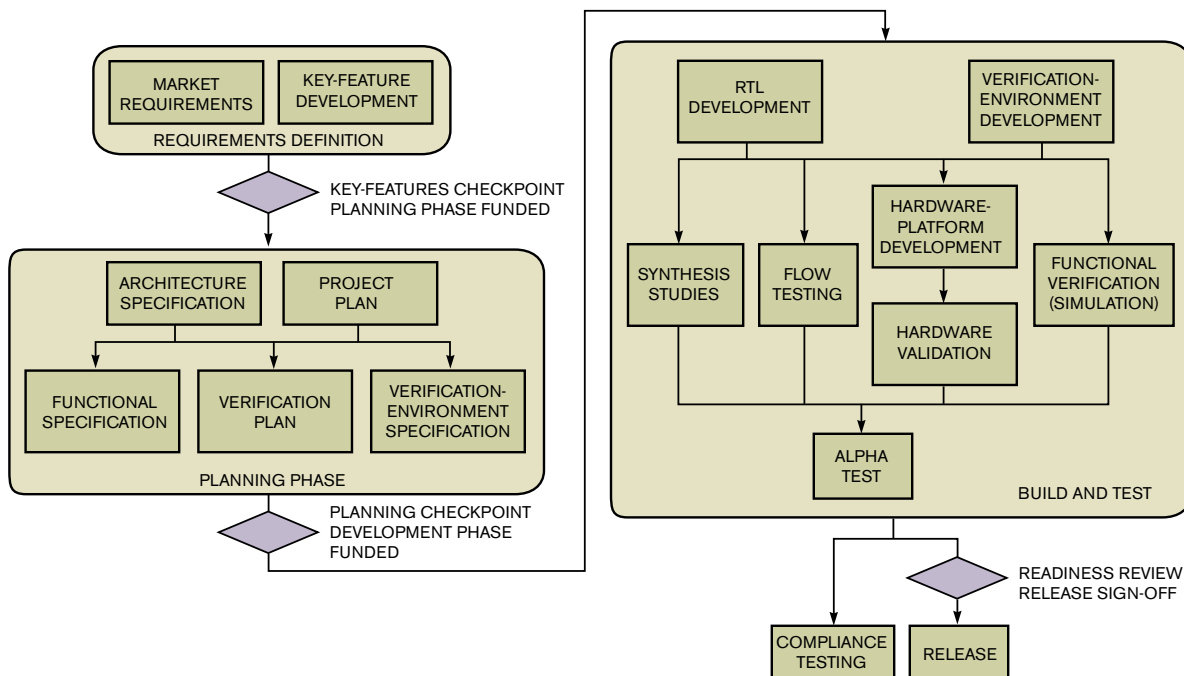 MARKET
REQUIREMENTS
KEY-FEATURE
DEVELOPMENT
REQUIREMENTS DEFINITION
KEY-FEATURES CHECKPOINT
PLANNING PHASE FUNDED
ARCHITECTURE
SPECIFICATION
PROJECT
PLAN
FUNCTIONAL
SPECIFICATION
VERIFICATION
PLAN
VERIFICATION-
ENVIRONMENT
SPECIFICATION
PLANNING PHASE
PLANNING CHECKPOINT
DEVELOPMENT PHASE
FUNDED
RTL
DEVELOPMENT
VERIFICATION-
ENVIRONMENT
DEVELOPMENT
SYNTHESIS
STUDIES
FLOW
TESTING
HARDWARE-
PLATFORM
DEVELOPMENT
HARDWARE
VALIDATION
FUNCTIONAL
VERIFICATION
(SIMULATION)
ALPHA
TEST
BUILD AND TEST
READINESS REVIEW
RELEASE SIGN-OFF
COMPLIANCE
TESTING
RELEASE